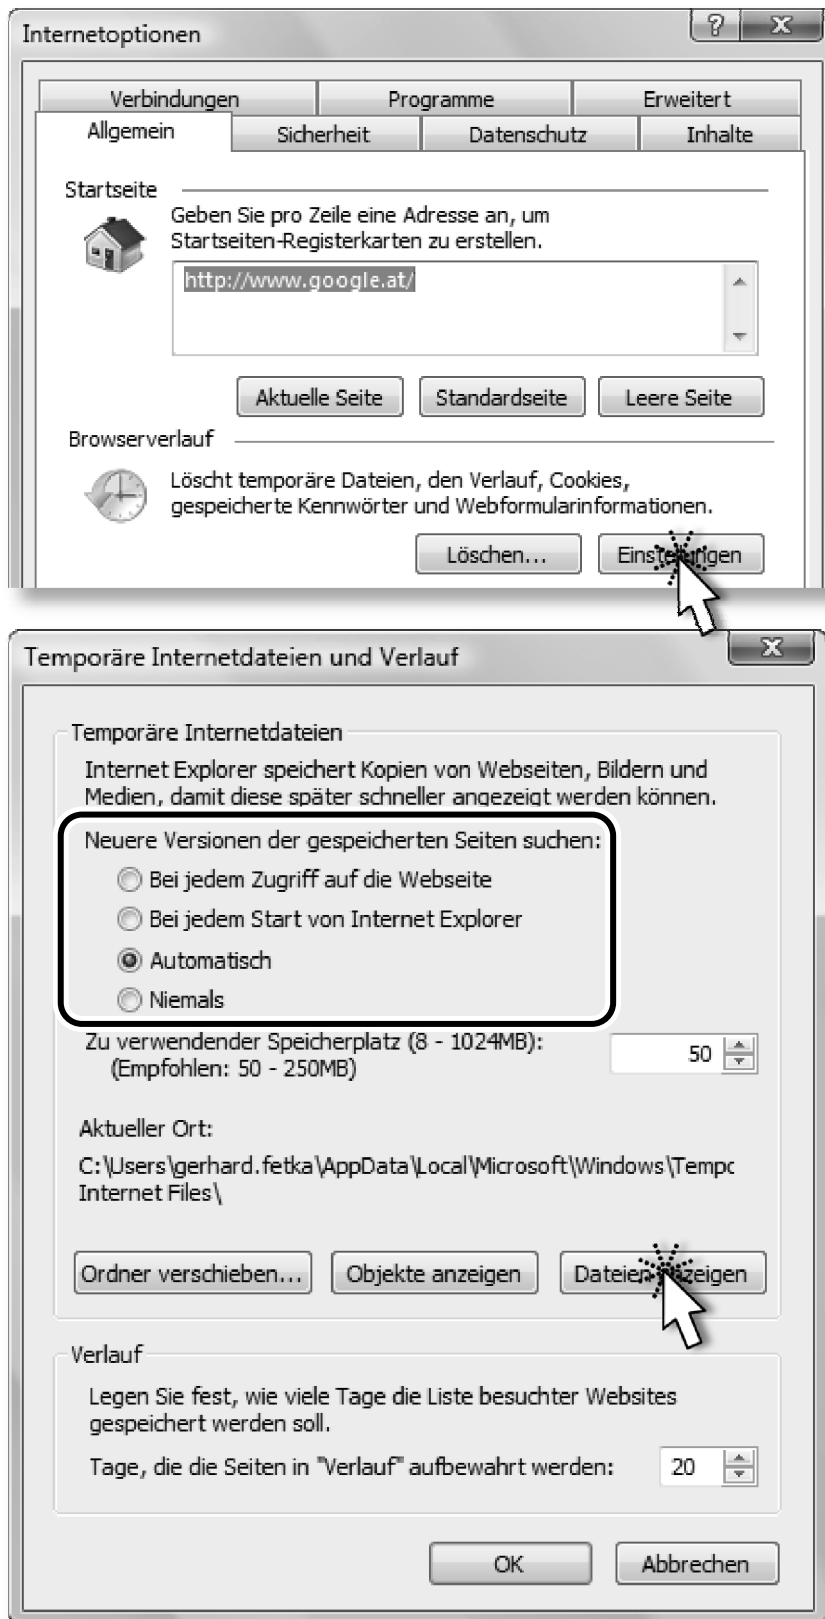 Internetoptionen
Verbindungen Programme Erweitert
Allgemein Sicherheit Datenschutz Inhalte
Startseite
Geben Sie pro Zeile eine Adresse an, um
Startseiten-Registerkarten zu erstellen.
http://www.google.at/
Aktuelle Seite Standardseite Leere Seite
Browserverlauf
Löscht temporäre Dateien, den Verlauf, Cookies,
gespeicherte Kennwörter und Webformularinformationen.
Löschen... Einstellungen
Temporäre Internetdateien und Verlauf
Temporäre Internetdateien
Internet Explorer speichert Kopien von Webseiten, Bildern und
Medien, damit diese später schneller angezeigt werden können.
Neuere Versionen der gespeicherten Seiten suchen:
Bei jedem Zugriff auf die Webseite
Bei jedem Start von Internet Explorer
Automatisch
Niemals
Zu verwendender Speicherplatz (8 - 1024MB): 50
(Empfohlen: 50 - 250MB)
Aktueller Ort:
C:\Users\gerhard.fetka\AppData\Local\Microsoft\Windows\Tempo
Internet Files\
Ordner verschieben... Objekte anzeigen Dateien anzeigen
Verlauf
Legen Sie fest, wie viele Tage die Liste besuchter Websites
gespeichert werden soll.
Tage, die die Seiten in "Verlauf" aufbewahrt werden: 20
OK Abbrechen